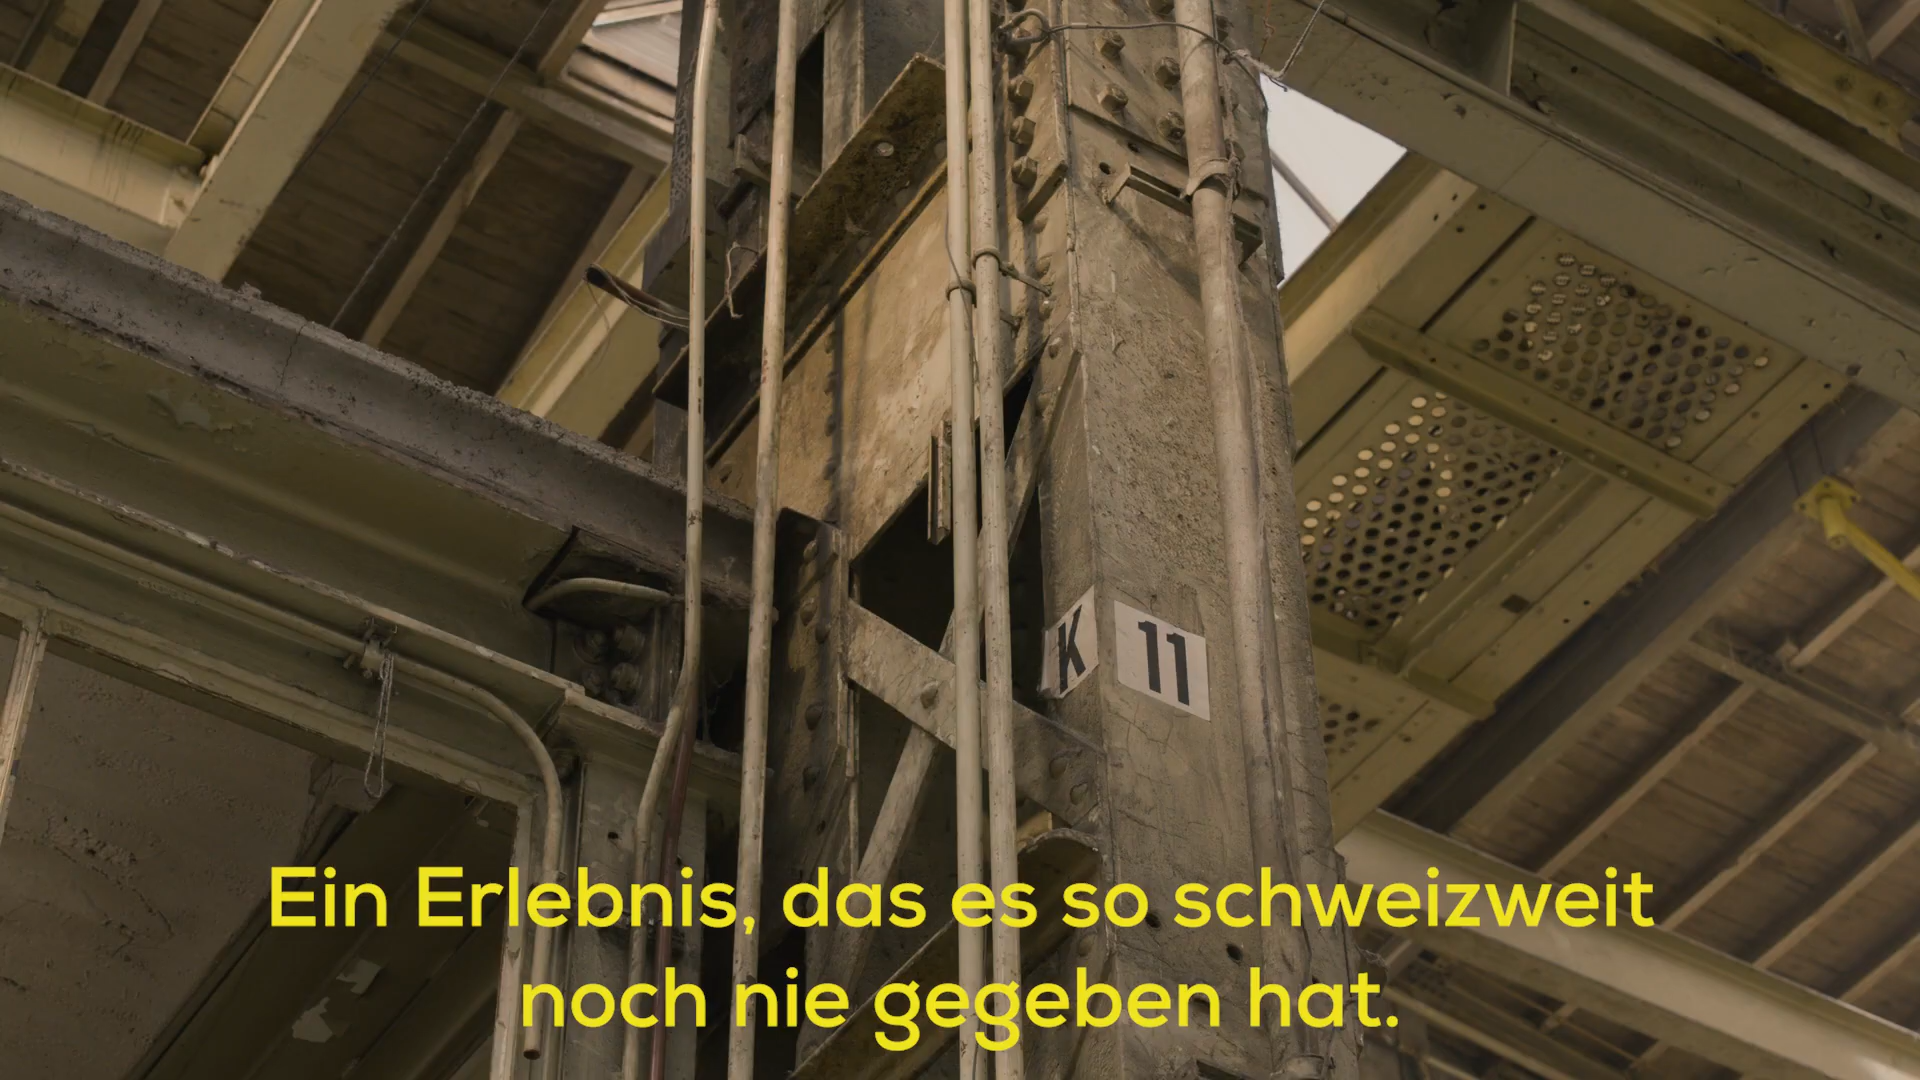 K 11
Ein Erlebnis, das es so schweizweit
noch nie gegeben hat.